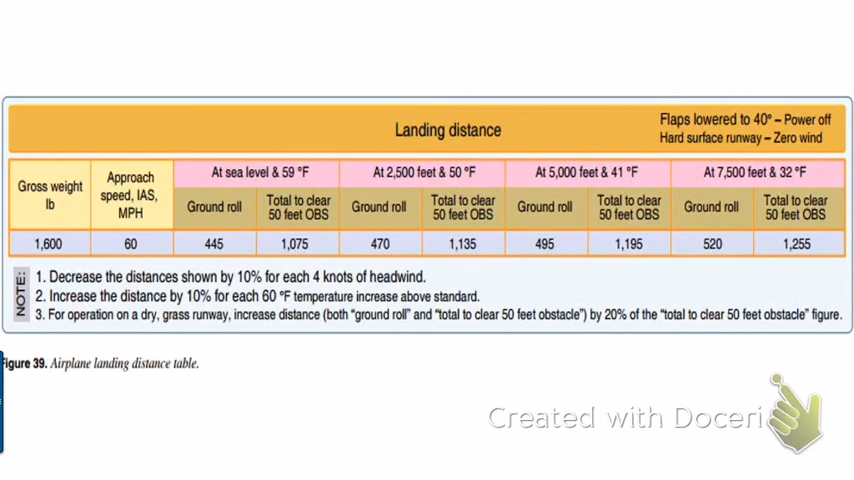 Landing distance
Flaps lowered to 40° – Power off
Hard surface runway – Zero wind
Gross weight
lb
Approach
speed, IAS,
MPH
At sea level & 59 °F
At 2,500 feet & 50 °F
At 5,000 feet & 41 °F
At 7,500 feet & 32 °F
Ground roll
Total to clear
50 feet OBS
Ground roll
Total to clear
50 feet OBS
Ground roll
Total to clear
50 feet OBS
Ground roll
Total to clear
50 feet OBS
1,600 60 445 1,075 470 1,135 495 1,195 520 1,255
NOTE:
1. Decrease the distances shown by 10% for each 4 knots of headwind.
2. Increase the distance by 10% for each 60 °F temperature increase above standard.
3. For operation on a dry, grass runway, increase distance (both “ground roll” and “total to clear 50 feet obstacle”) by 20% of the “total to clear 50 feet obstacle” figure.
Figure 39. Airplane landing distance table.
Created with Doceri